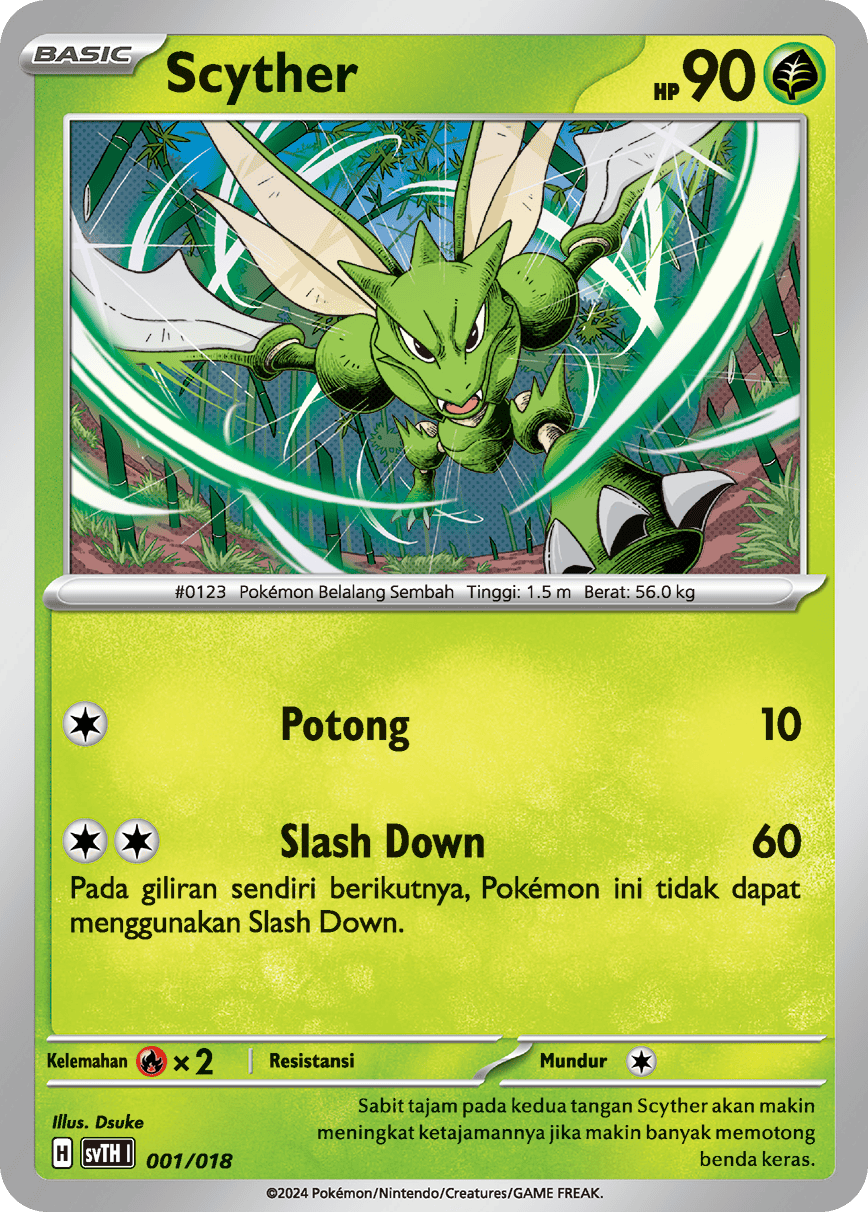 BASIC
Scyther
HP 90
#0123 Pokémon Belalang Sembah Tinggi: 1.5 m Berat: 56.0 kg
Potong 10
Slash Down 60
Pada giliran sendiri berikutnya, Pokémon ini tidak dapat
menggunakan Slash Down.
Kelemahan ×2 Resistansi Mundur
Sabit tajam pada kedua tangan Scyther akan makin
meningkat ketajamannya jika makin banyak memotong
benda keras.
Illus. Dsuke
H svTH I 001/018
©2024 Pokémon/Nintendo/Creatures/GAME FREAK.